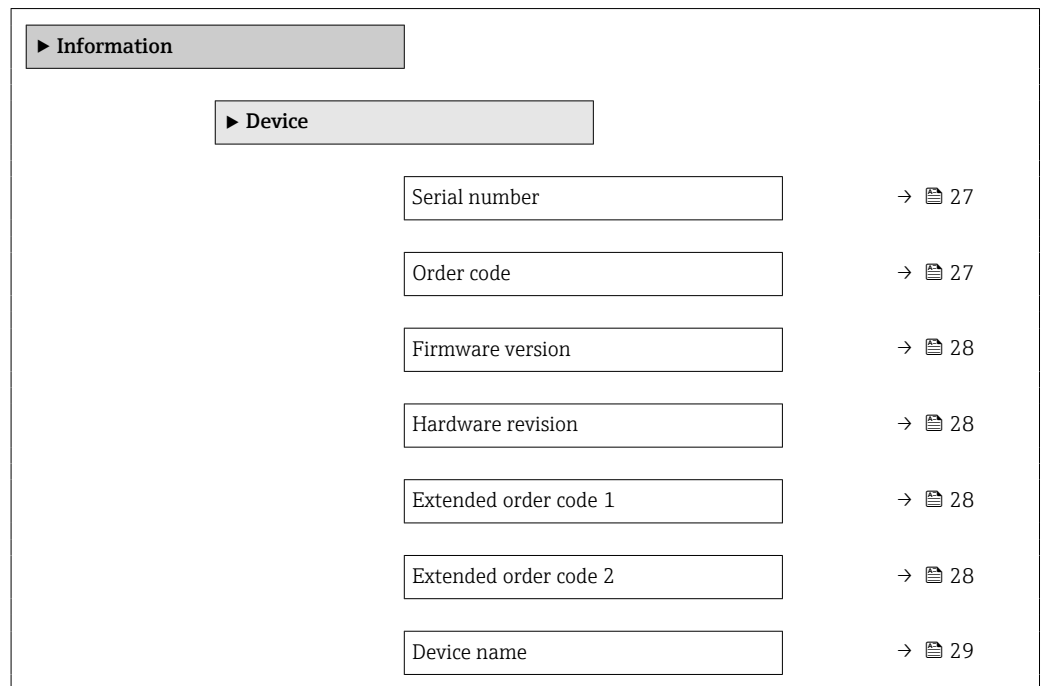 ▶ Information
▶ Device
Serial number → 27
Order code → 27
Firmware version → 28
Hardware revision → 28
Extended order code 1 → 28
Extended order code 2 → 28
Device name → 29